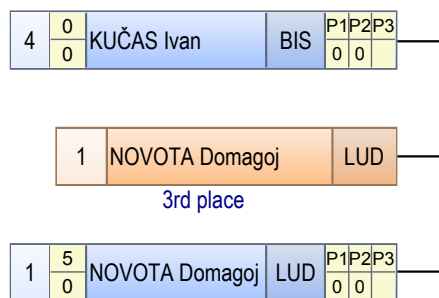 4 0 0 KUČAS Ivan BIS P1 P2 P3 0 0
1 NOVOTA Domagoj LUD
3rd place
1 5 0 NOVOTA Domagoj LUD P1 P2 P3 0 0